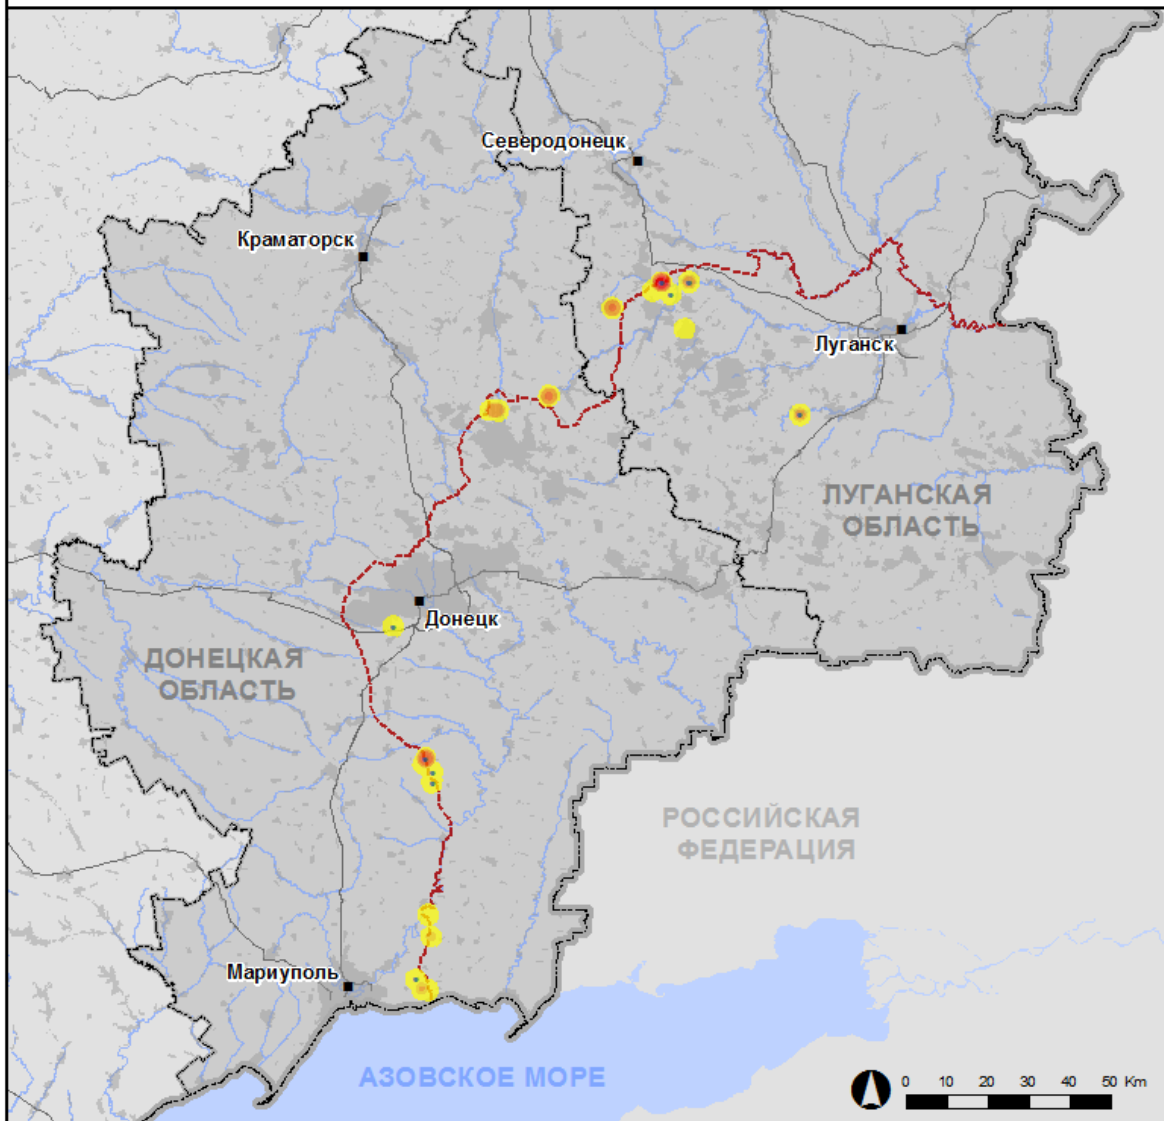 Северодонецк
Краматорск
Луганск
ЛУГАНСКАЯ
ОБЛАСТЬ
Донецк
ДОНЕЦКАЯ
ОБЛАСТЬ
РОССИЙСКАЯ
ФЕДЕРАЦИЯ
Мариуполь
АЗОВСКОЕ МОРЕ
0 10 20 30 40 50 Km